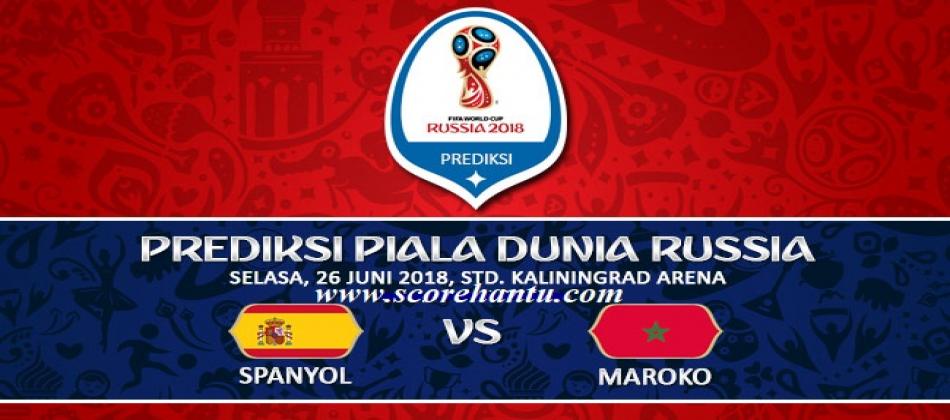 FIFA WORLD CUP
RUSSIA 2018
PREDIKSI
PREDIKSI PIALA DUNIA RUSSIA
SELASA, 26 JUNI 2018, STD. KALININGRAD ARENA
www.scorehantu.com
VS
SPANYOL
MAROKO